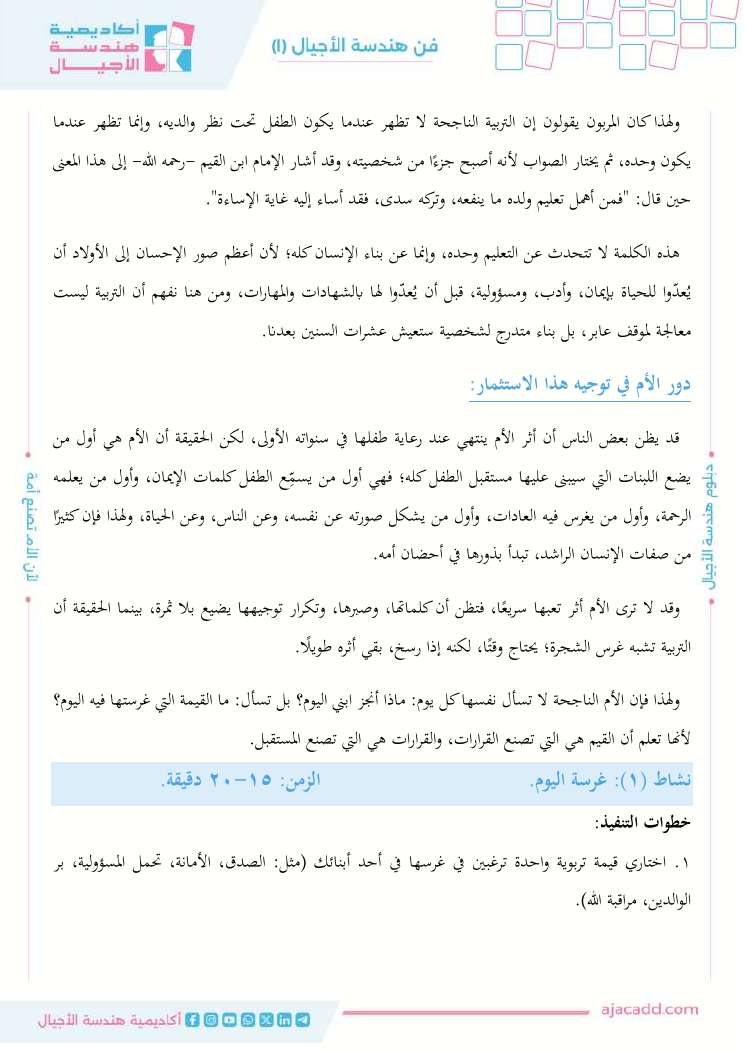 أكاديمية
هندسة
الأجيال
فن هندسة الأجيال (١)
ولهذا كان المربون يقولون إن التربية الناجحة لا تظهر عندما يكون الطفل تحت نظر والديه، وإنما تظهر عندما
يكون وحده، ثم يختار الصواب لأنه أصبح جزءًا من شخصيته، وقد أشار الإمام ابن القيم -رحمه الله- إلى هذا المعنى
حين قال: "فمن أهمل تعليم ولده ما ينفعه، وتركه سدى، فقد أساء إليه غاية الإساءة".
هذه الكلمة لا تتحدث عن التعليم وحده، وإنما عن بناء الإنسان كله؛ لأن أعظم صور الإحسان إلى الأولاد أن
يُعدّوا للحياة بإيمان، وأدب، ومسؤولية، قبل أن يُعدّوا لها بالشهادات والمهارات، ومن هنا نفهم أن التربية ليست
معالجة لموقف عابر، بل بناء متدرج لشخصية ستعيش عشرات السنين بعدنا.
دور الأم في توجيه هذا الاستثمار:
قد يظن بعض الناس أن أثر الأم ينتهي عند رعاية طفلها في سنواته الأولى، لكن الحقيقة أن الأم هي أول من
يضع اللبنات التي سيبنى عليها مستقبل الطفل كله؛ فهي أول من يسمّع الطفل كلمات الإيمان، وأول من يعلمه
الرحمة، وأول من يغرس فيه العادات، وأول من يشكل صورته عن نفسه، وعن الناس، وعن الحياة، ولهذا فإن كثيرًا
من صفات الإنسان الراشد، تبدأ بذورها في أحضان أمه.
وقد لا ترى الأم أثر تعبها سريعًا، فتظن أن كلماتها، وصبرها، وتكرار توجيهها يضيع بلا ثمرة، بينما الحقيقة أن
التربية تشبه غرس الشجرة؛ يحتاج وقتًا، لكنه إذا رسخ، بقي أثره طويلًا.
ولهذا فإن الأم الناجحة لا تسأل نفسها كل يوم: ماذا أنجز ابني اليوم؟ بل تسأل: ما القيمة التي غرستها فيه اليوم؟
لأنها تعلم أن القيم هي التي تصنع القرارات، والقرارات هي التي تصنع المستقبل.
نشاط (١): غرسة اليوم. الزمن: ١٥-٢٠ دقيقة.
خطوات التنفيذ:
١. اختاري قيمة تربوية واحدة ترغبين في غرسها في أحد أبنائك (مثل: الصدق، الأمانة، تحمل المسؤولية، بر
الوالدين، مراقبة الله).
دبلوم هندسة الأجيال
لأن الأم تصنع أمة
ajacadd.com
أكاديمية هندسة الأجيال